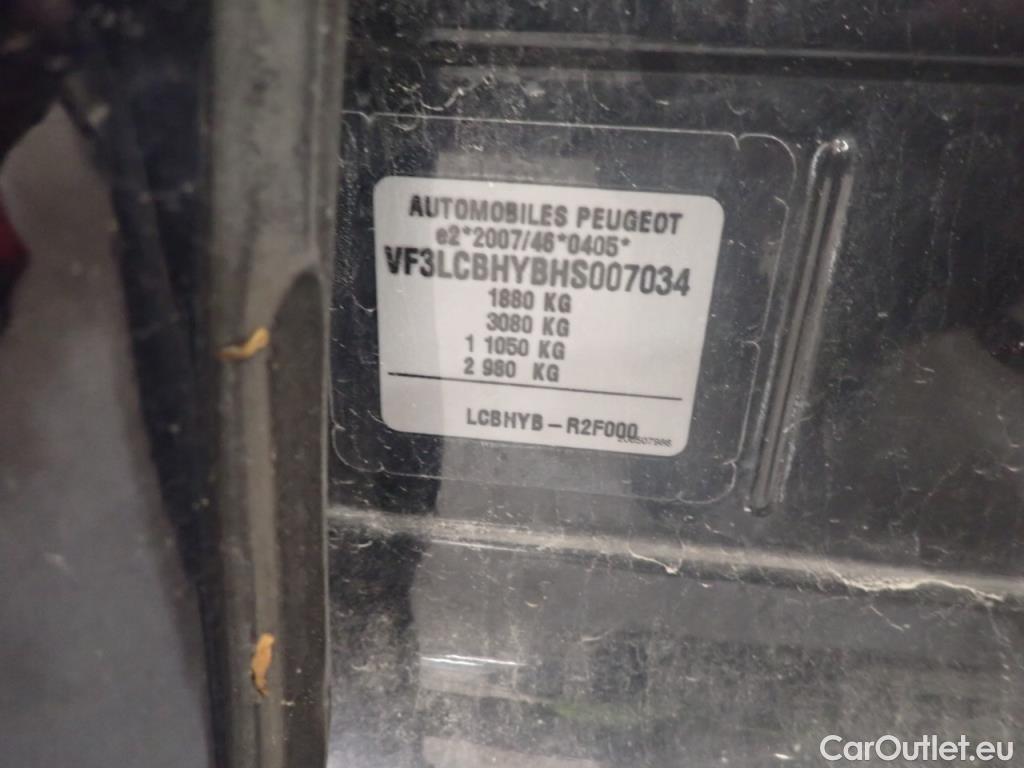 AUTOMOBILES PEUGEOT
e2*2007/46*0405*
VF3LCBHYBHS007034
1880 KG
3080 KG
1 1050 KG
2 980 KG
LCBHYB-R2F000
CarOutlet.eu